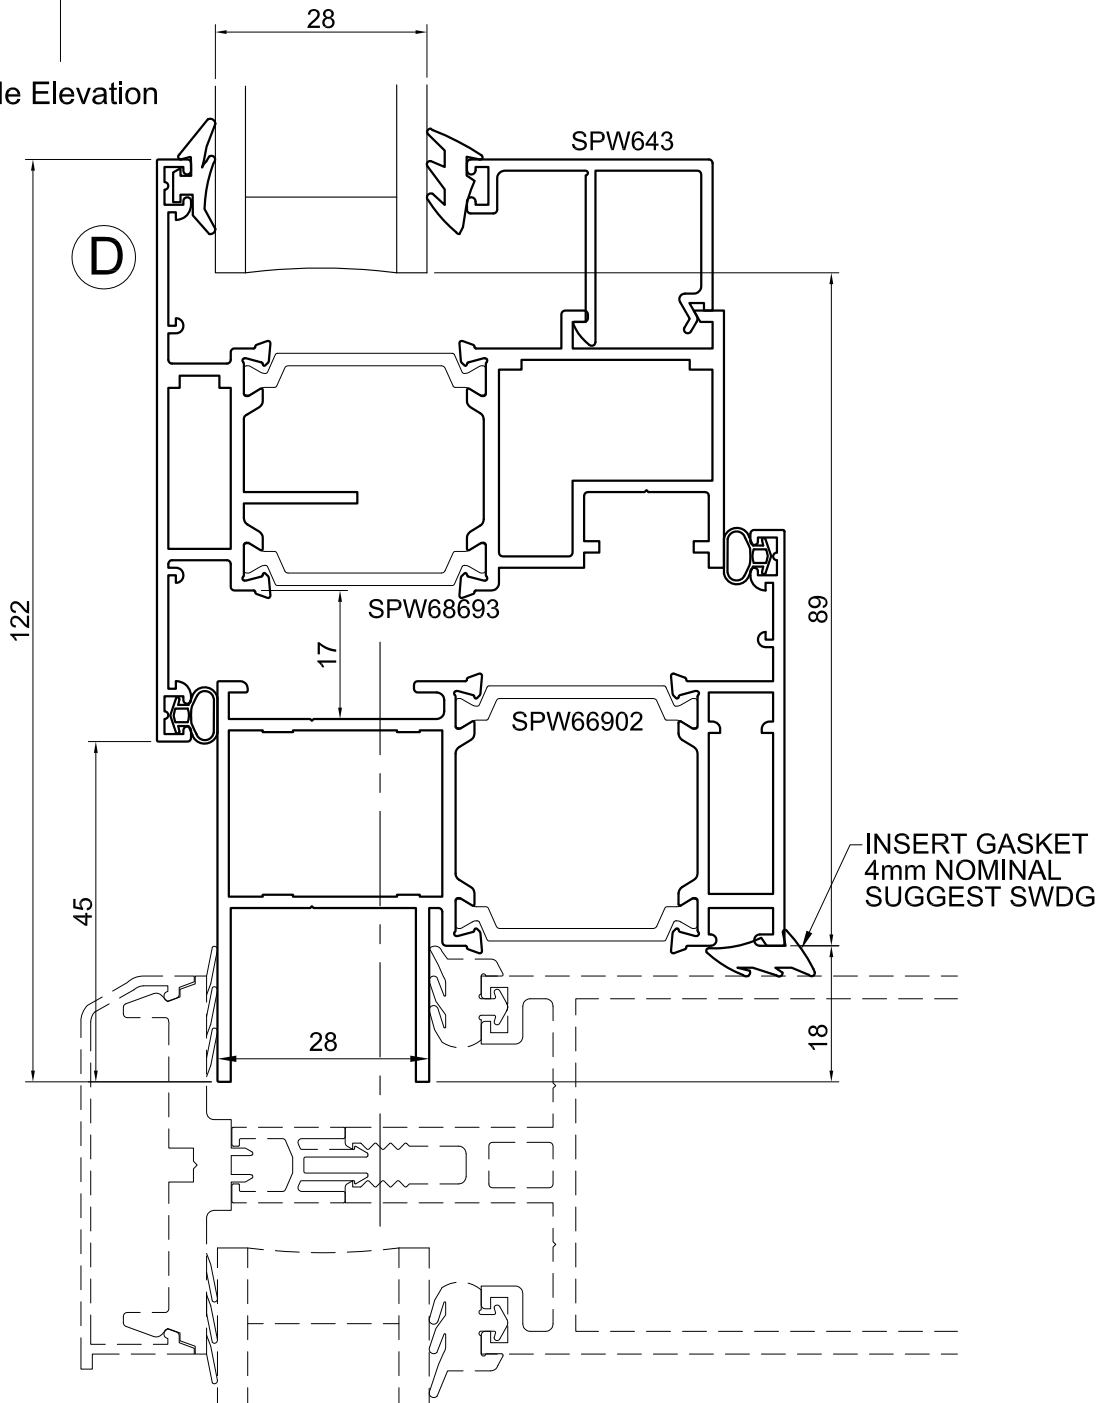 28
le Elevation
SPW643
D
122
SPW68693
89
17
SPW66902
INSERT GASKET
4mm NOMINAL
SUGGEST SWDG
45
28
18